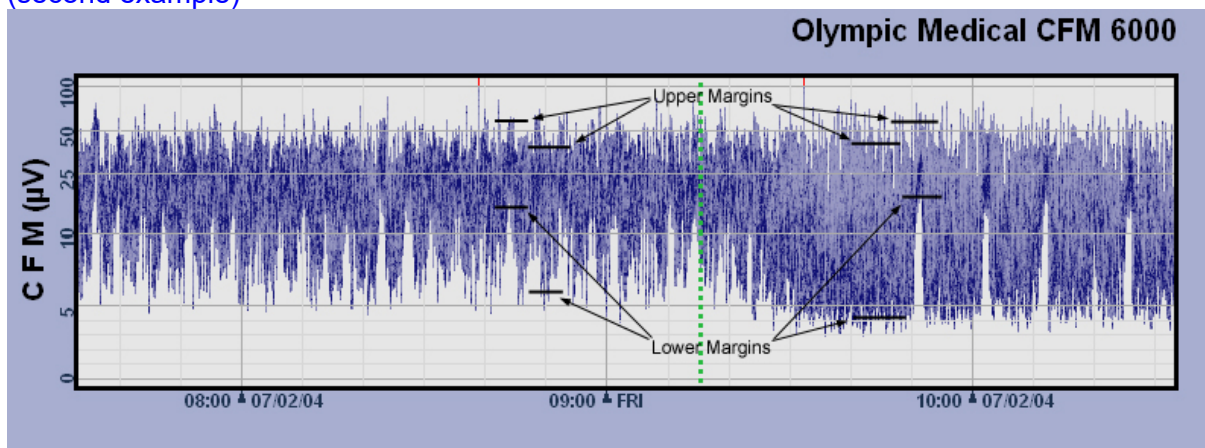 (second example)
Olympic Medical CFM 6000
100
50
25
10
5
0
C F M (µV)
Upper Margins
Lower Margins
08:00 07/02/04
09:00 FRI
10:00 07/02/04